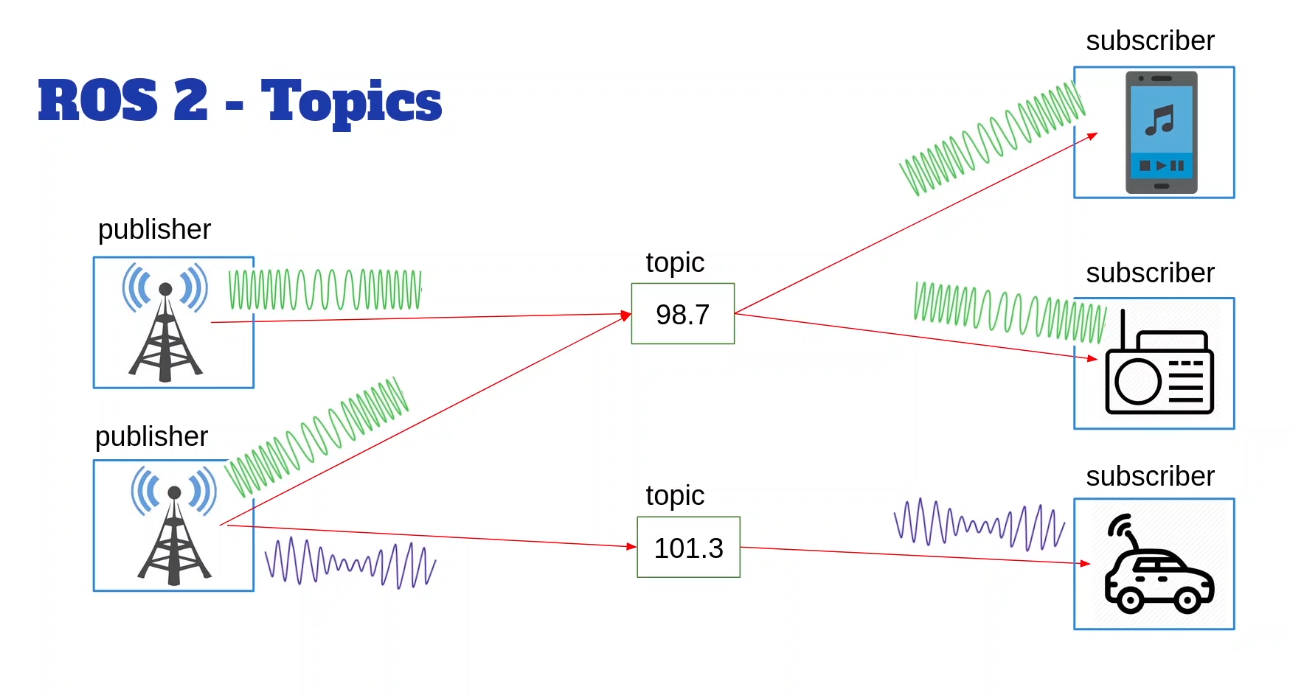 ROS 2 - Topics
subscriber
publisher
topic
98.7
subscriber
publisher
topic
101.3
subscriber